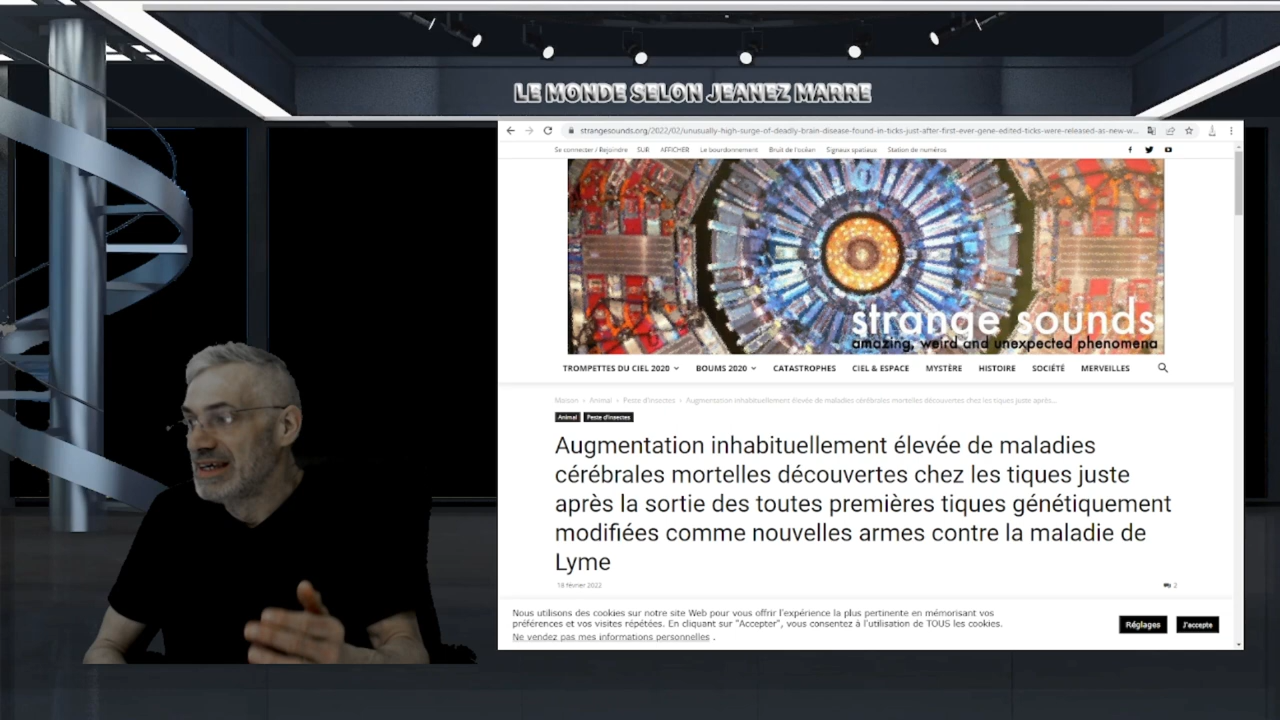 LE MONDE SELON JEANEZ MARRE
strangesounds.org/2022/02/unusually-high-surge-of-deadly-brain-disease-found-in-ticks-just-after-first-ever-gene-edited-ticks-were-released-as-new-w...
Se connecter / Rejoindre SUR AFFICHER Le bourdonnement Bruit de l'océan Signaux spatiaux Station de numéros
strange sounds
amazing, weird and unexpected phenomena
TROMPETTES DU CIEL 2020 BOUMS 2020 CATASTROPHES CIEL & ESPACE MYSTÈRE HISTOIRE SOCIÉTÉ MERVEILLES
Maison › Animal › Peste d'insectes › Augmentation inhabituellement élevée de maladies cérébrales mortelles découvertes chez les tiques juste après...
Animal Peste d'insectes
Augmentation inhabituellement élevée de maladies
cérébrales mortelles découvertes chez les tiques juste
après la sortie des toutes premières tiques génétiquement
modifiées comme nouvelles armes contre la maladie de
Lyme
18 février 2022 2
Nous utilisons des cookies sur notre site Web pour vous offrir l'expérience la plus pertinente en mémorisant vos
préférences et vos visites répétées. En cliquant sur "Accepter", vous consentez à l'utilisation de TOUS les cookies.
Ne vendez pas mes informations personnelles .
Réglages J'accepte